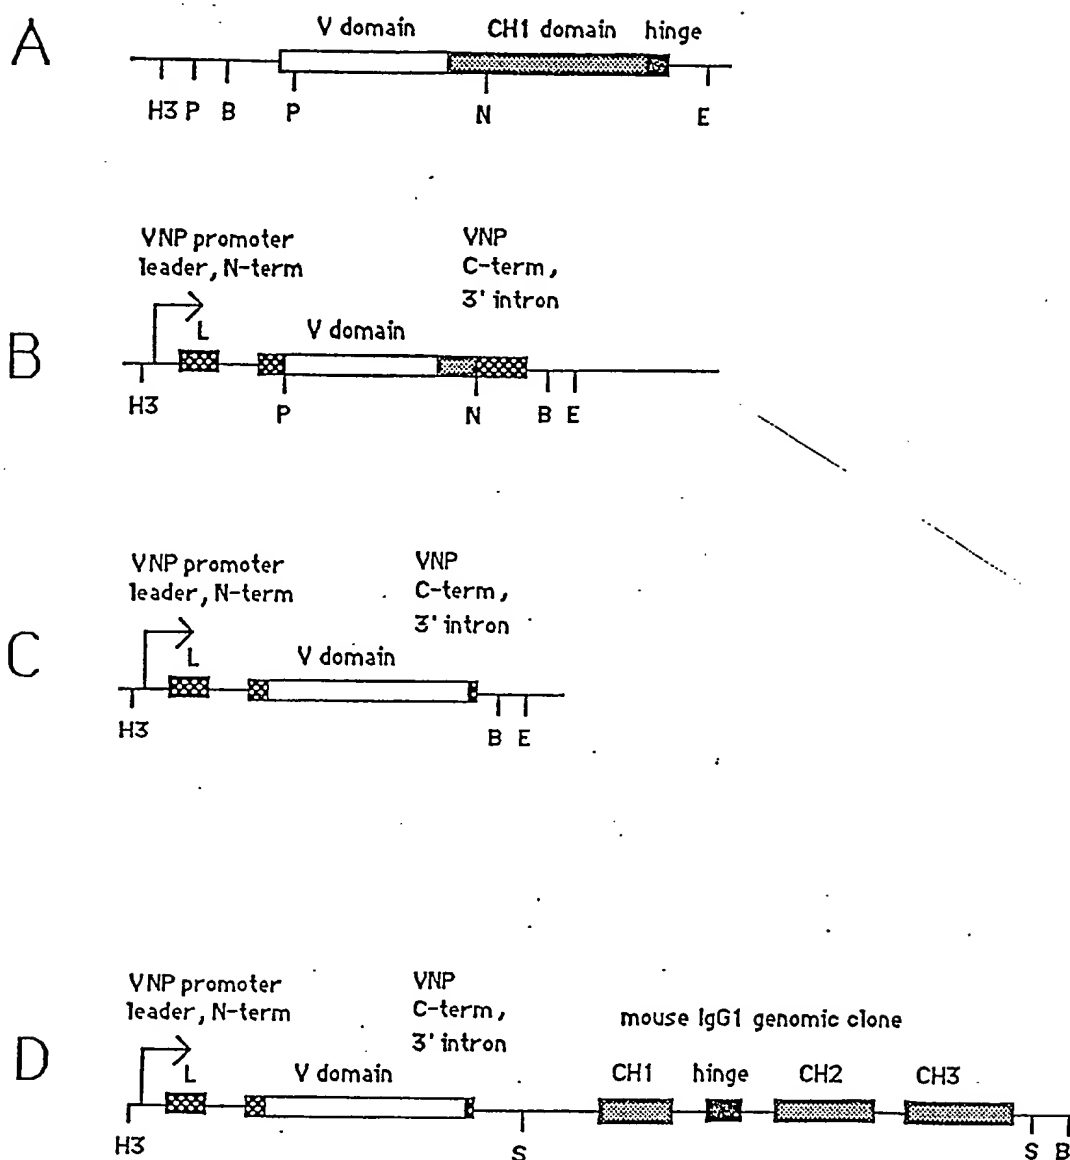 A
V domain CH1 domain hinge
H3 P B P N E
B
VNP promoter
leader, N-term
VNP
C-term,
3' intron
L
V domain
H3 P N B E
C
VNP promoter
leader, N-term
VNP
C-term,
3' intron
L
V domain
H3 B E
D
VNP promoter
leader, N-term
VNP
C-term,
3' intron
mouse IgG1 genomic clone
L
V domain
CH1 hinge CH2 CH3
H3 S S B